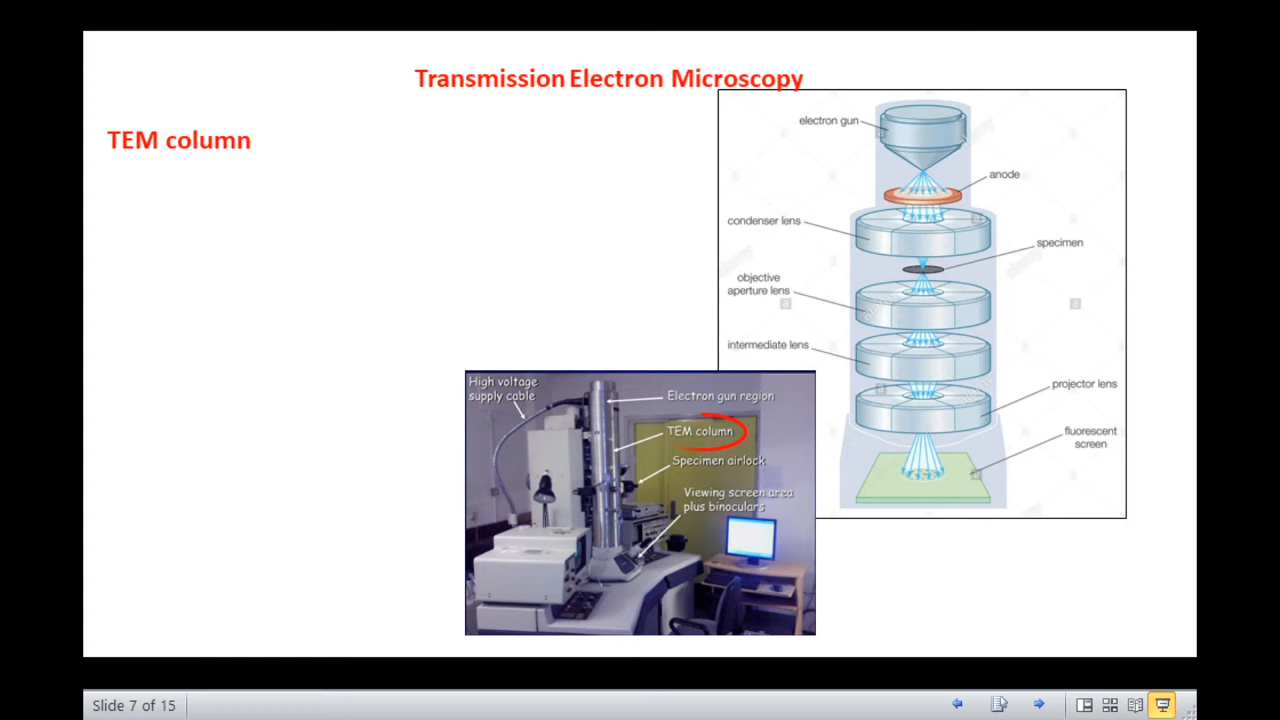 Transmission Electron Microscopy
TEM column
electron gun
anode
condenser lens
specimen
objective
aperture lens
intermediate lens
projector lens
fluorescent
screen
High voltage
supply cable
Electron gun region
TEM column
Specimen airlock
Viewing screen area
plus binoculars
Slide 7 of 15